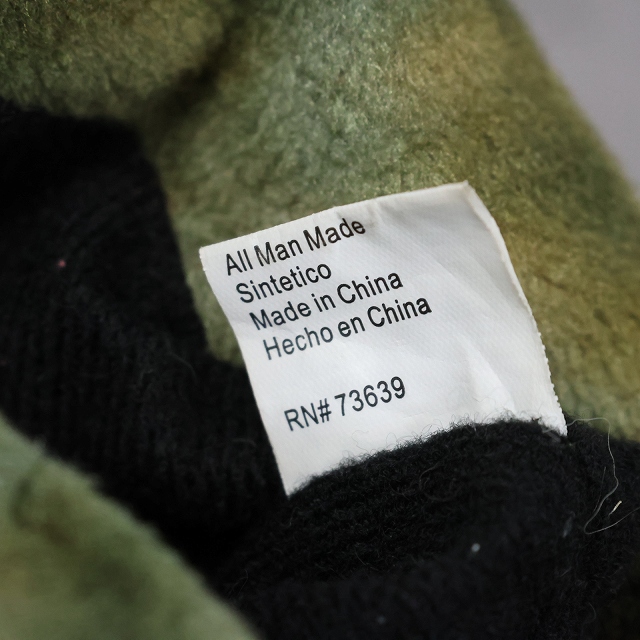 All Man Made
Sintetico
Made in China
Hecho en China
RN# 73639